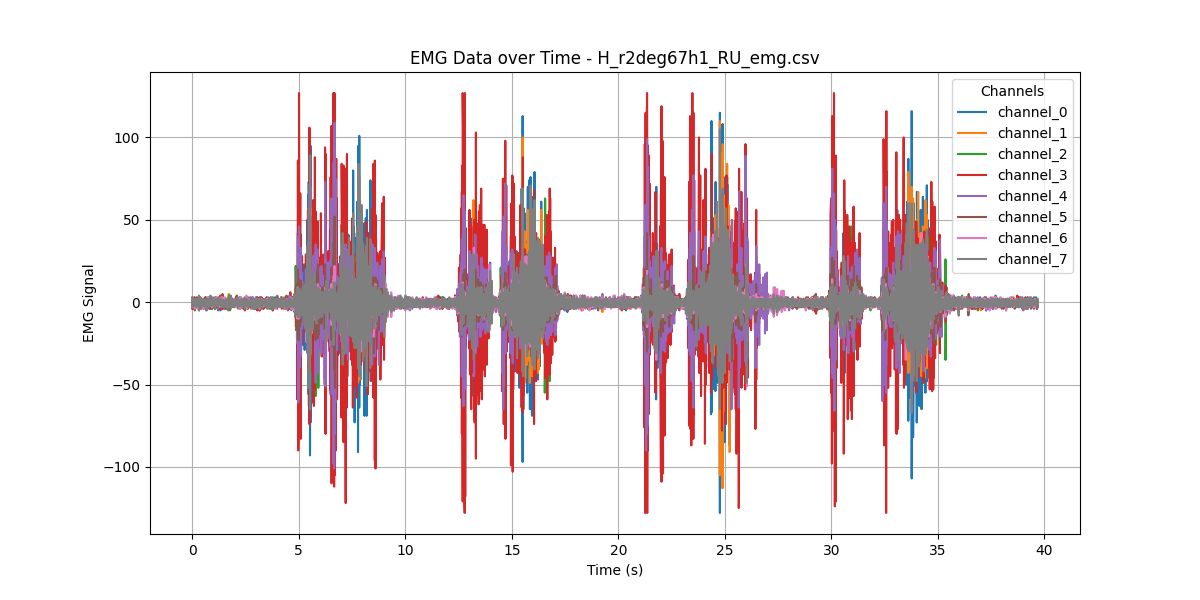 EMG Data over Time - H_r2deg67h1_RU_emg.csv
Channels
channel_0
channel_1
channel_2
channel_3
channel_4
channel_5
channel_6
channel_7
EMG Signal
100
50
0
−50
−100
0 5 10 15 20 25 30 35 40
Time (s)